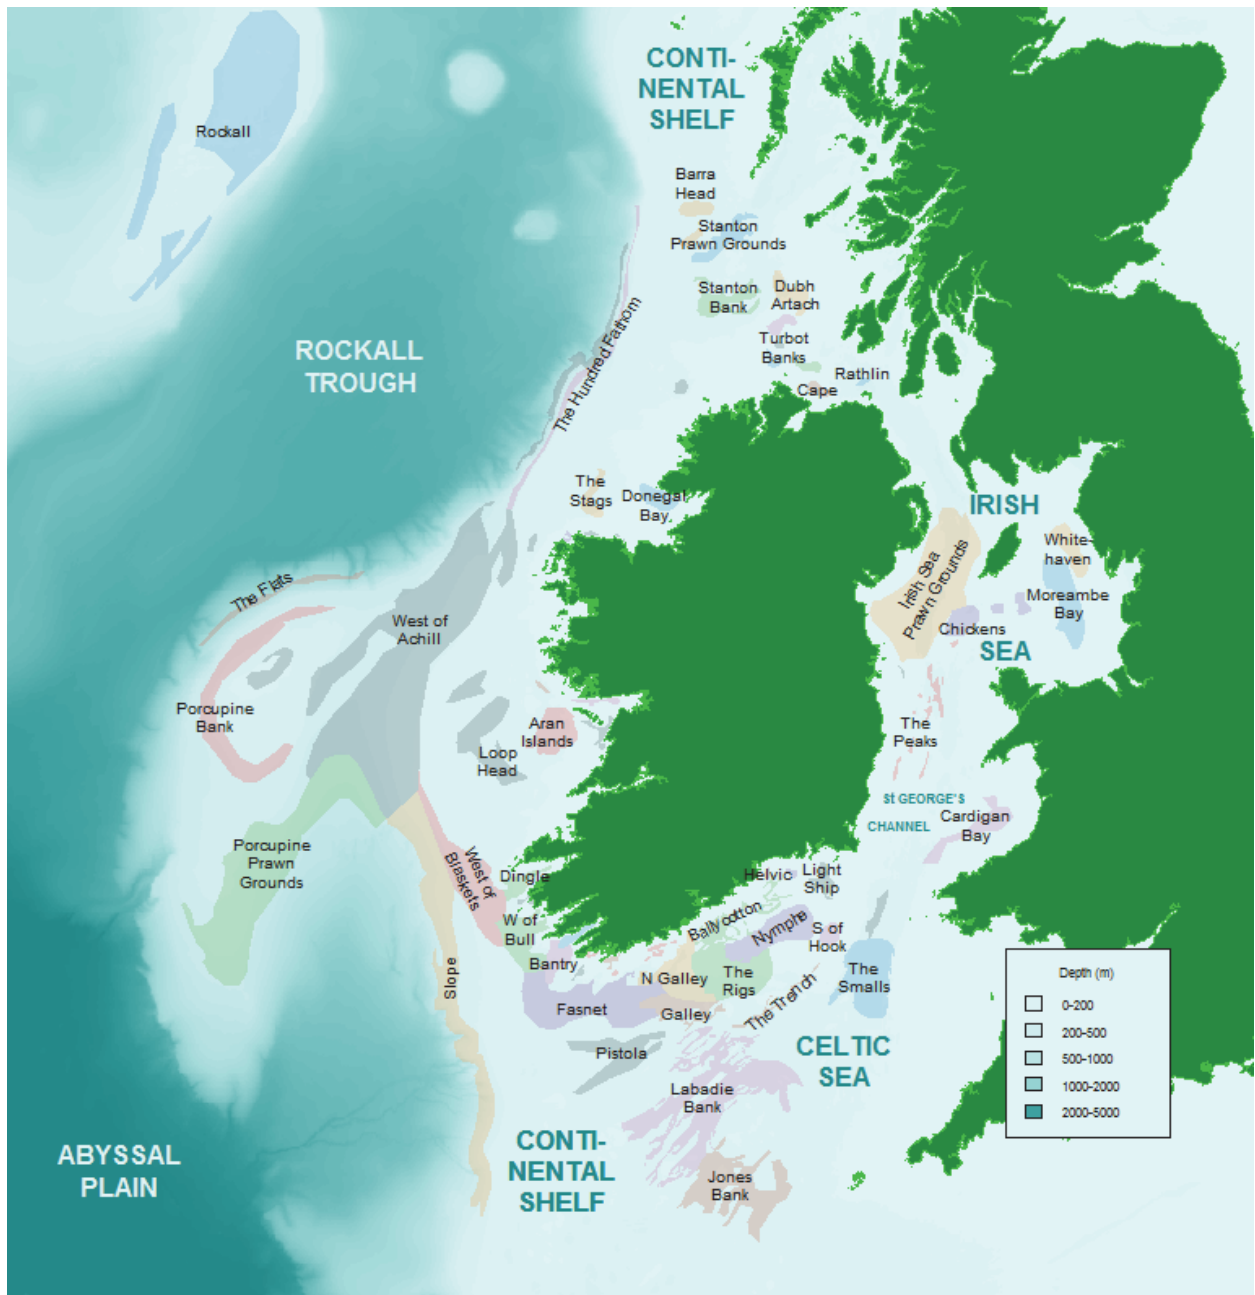 CONTI-
NENTAL
SHELF
Rockall
Barra
Head
Stanton
Prawn Grounds
Stanton
Bank
Dubh
Artach
The Hundred Fathom
Turbot
Banks
ROCKALL
TROUGH
Rathlin
Cape
The
Stags
Donegal
Bay
IRISH
White-
haven
Irish Sea
Prawn Grounds
The Flats
West of
Achill
Moreambe
Bay
Chickens
SEA
Porcupine
Bank
Aran
Islands
The
Peaks
Loop
Head
St GEORGE'S
CHANNEL
Cardigan
Bay
Porcupine
Prawn
Grounds
West of
Blaskets
Dingle
Helvic
Light
Ship
W of
Bull
Ballycotton
Nymphe
S of
Hook
Bantry
Slope
N Galley
The
Rigs
The
Smalls
The Trench
Fasnet
Galley
Pistola
CELTIC
SEA
Labadie
Bank
Depth (m)
0-200
200-500
500-1000
1000-2000
2000-5000
ABYSSAL
PLAIN
CONTI-
NENTAL
SHELF
Jones
Bank